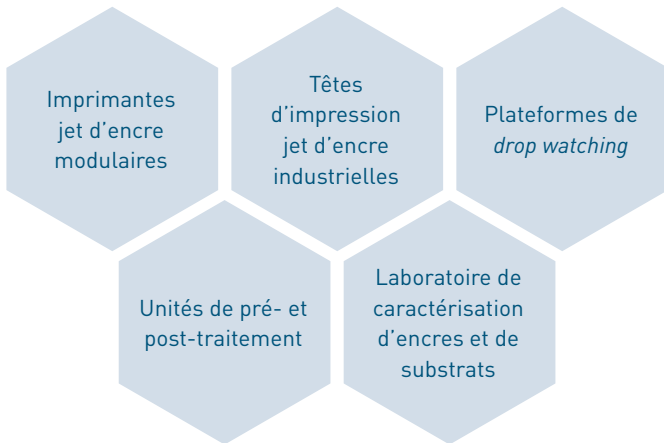 Imprimantes
jet d'encre
modulaires
Têtes
d'impression
jet d'encre
industrielles
Plateformes de
drop watching
Unités de pré- et
post-traitement
Laboratoire de
caractérisation
d'encres et de
substrats